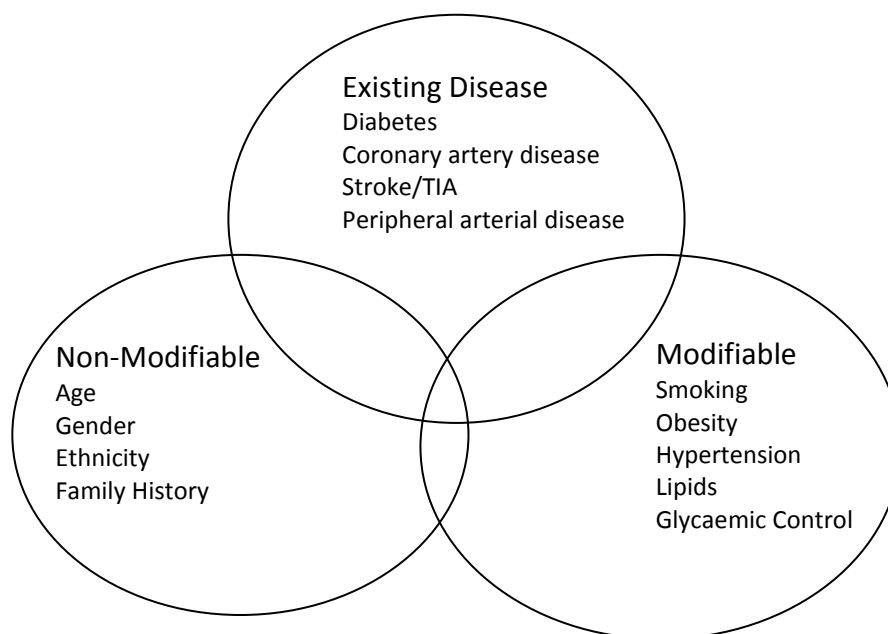 Existing Disease
Diabetes
Coronary artery disease
Stroke/TIA
Peripheral arterial disease
Non-Modifiable
Age
Gender
Ethnicity
Family History
Modifiable
Smoking
Obesity
Hypertension
Lipids
Glycaemic Control